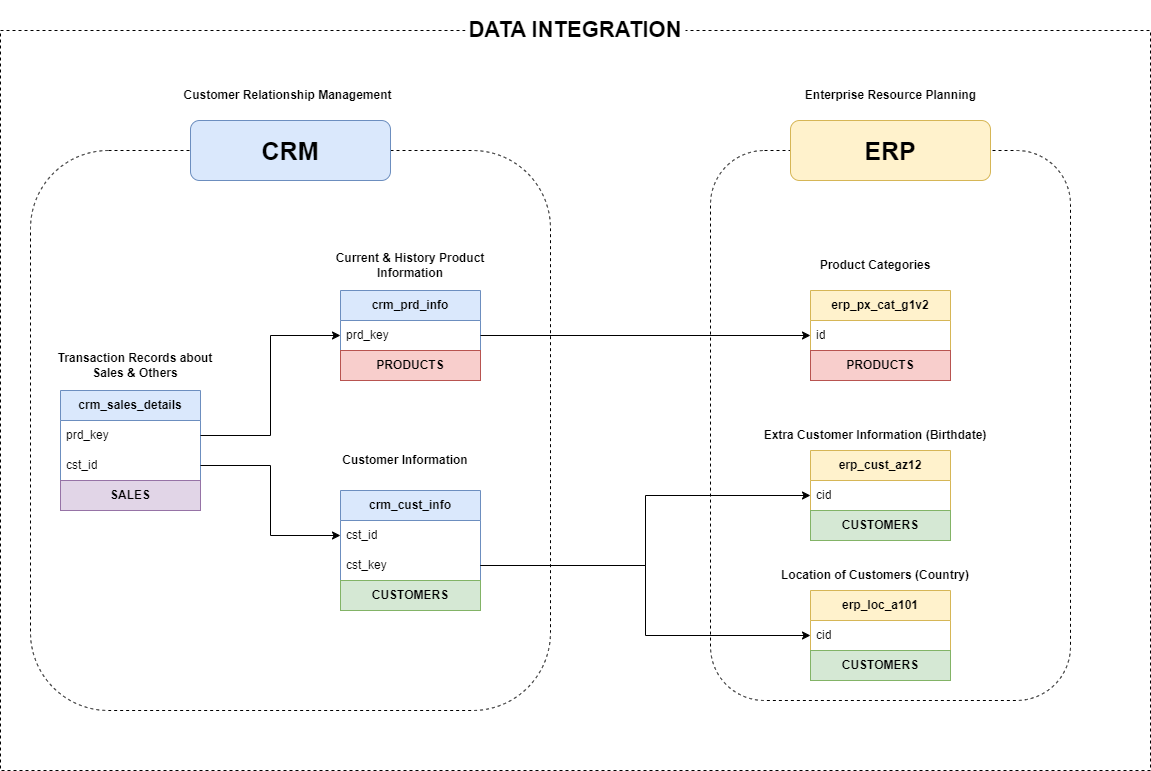 DATA INTEGRATION
Customer Relationship Management
CRM
Current & History Product
Information
crm_prd_info
prd_key
PRODUCTS
Transaction Records about
Sales & Others
crm_sales_details
prd_key
cst_id
SALES
Customer Information
crm_cust_info
cst_id
cst_key
CUSTOMERS
Enterprise Resource Planning
ERP
Product Categories
erp_px_cat_g1v2
id
PRODUCTS
Extra Customer Information (Birthdate)
erp_cust_az12
cid
CUSTOMERS
Location of Customers (Country)
erp_loc_a101
cid
CUSTOMERS